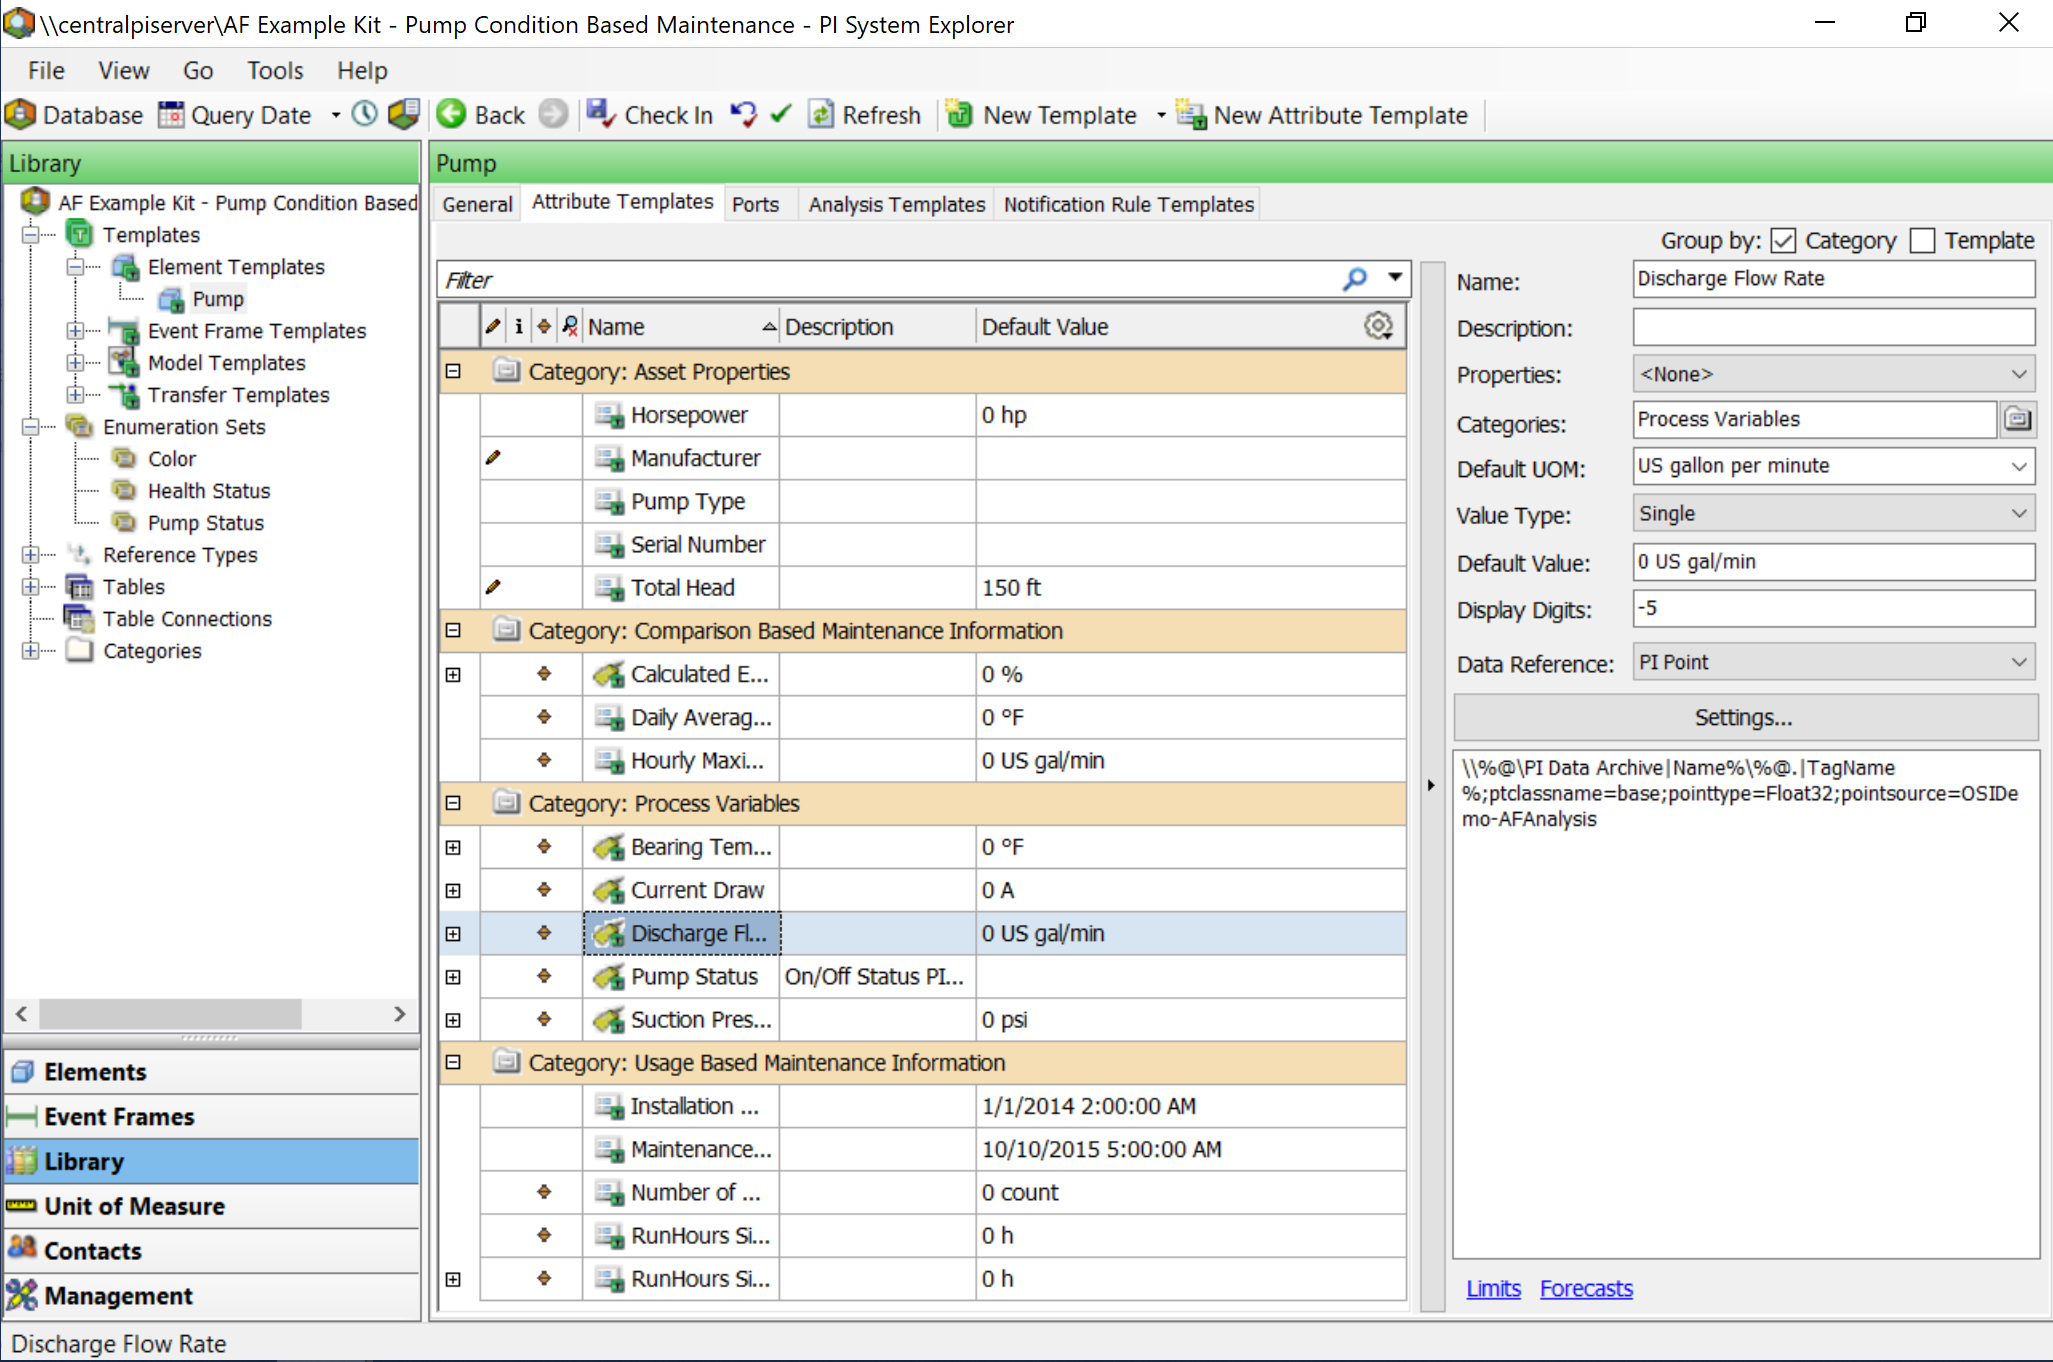 \\centralpiserver\AF Example Kit - Pump Condition Based Maintenance - PI System Explorer
File View Go Tools Help
Database Query Date Back Check In Refresh New Template New Attribute Template
Library
AF Example Kit - Pump Condition Based
Templates
Element Templates
Pump
Event Frame Templates
Model Templates
Transfer Templates
Enumeration Sets
Color
Health Status
Pump Status
Reference Types
Tables
Table Connections
Categories
Elements
Event Frames
Library
Unit of Measure
Contacts
Management
Pump
General Attribute Templates Ports Analysis Templates Notification Rule Templates
Group by: Category Template
Filter
Name Description Default Value
Category: Asset Properties
Horsepower 0 hp
Manufacturer
Pump Type
Serial Number
Total Head 150 ft
Category: Comparison Based Maintenance Information
Calculated E... 0 %
Daily Averag... 0 °F
Hourly Maxi... 0 US gal/min
Category: Process Variables
Bearing Tem... 0 °F
Current Draw 0 A
Discharge Fl... 0 US gal/min
Pump Status On/Off Status PI...
Suction Pres... 0 psi
Category: Usage Based Maintenance Information
Installation ... 1/1/2014 2:00:00 AM
Maintenance... 10/10/2015 5:00:00 AM
Number of ... 0 count
RunHours Si... 0 h
RunHours Si... 0 h
Name: Discharge Flow Rate
Description:
Properties: <None>
Categories: Process Variables
Default UOM: US gallon per minute
Value Type: Single
Default Value: 0 US gal/min
Display Digits: -5
Data Reference: PI Point
Settings...
\\%@\PI Data Archive|Name%\%@.|TagName
%;ptclassname=base;pointtype=Float32;pointsource=OSIDe
mo-AFAnalysis
Limits Forecasts
Discharge Flow Rate